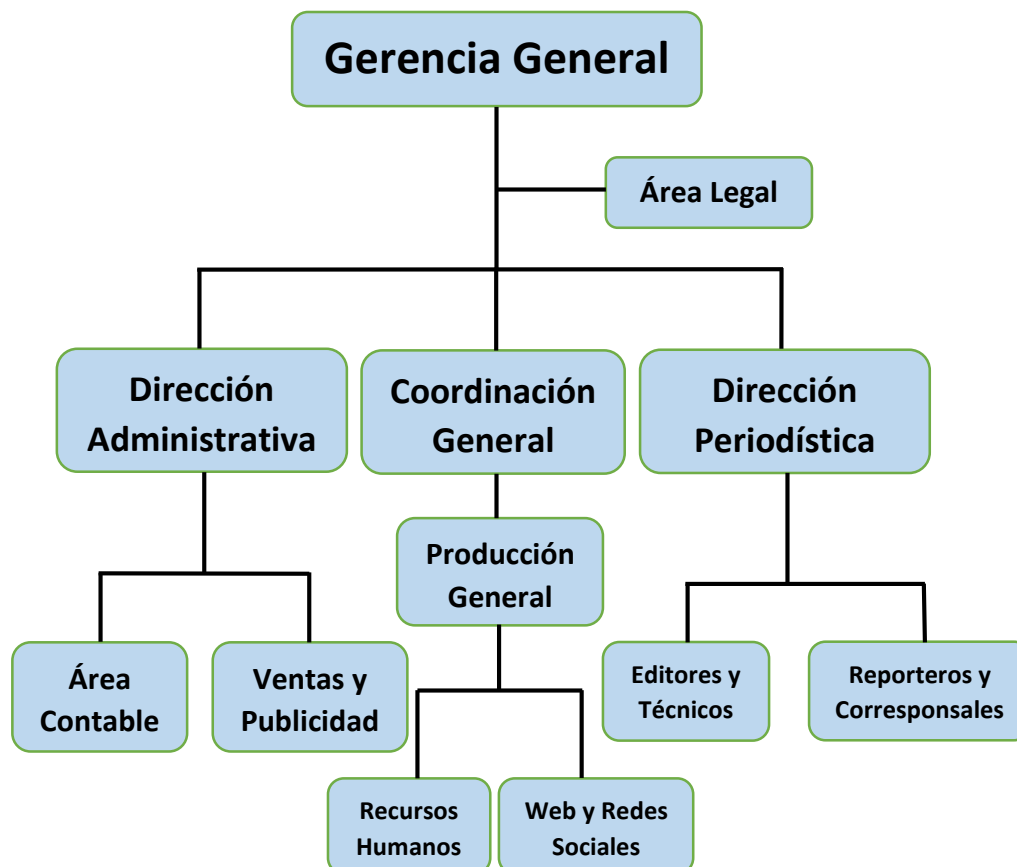 Gerencia General
Área Legal
Dirección
Administrativa
Coordinación
General
Dirección
Periodística
Producción
General
Área
Contable
Ventas y
Publicidad
Editores y
Técnicos
Reporteros y
Corresponsales
Recursos
Humanos
Web y Redes
Sociales